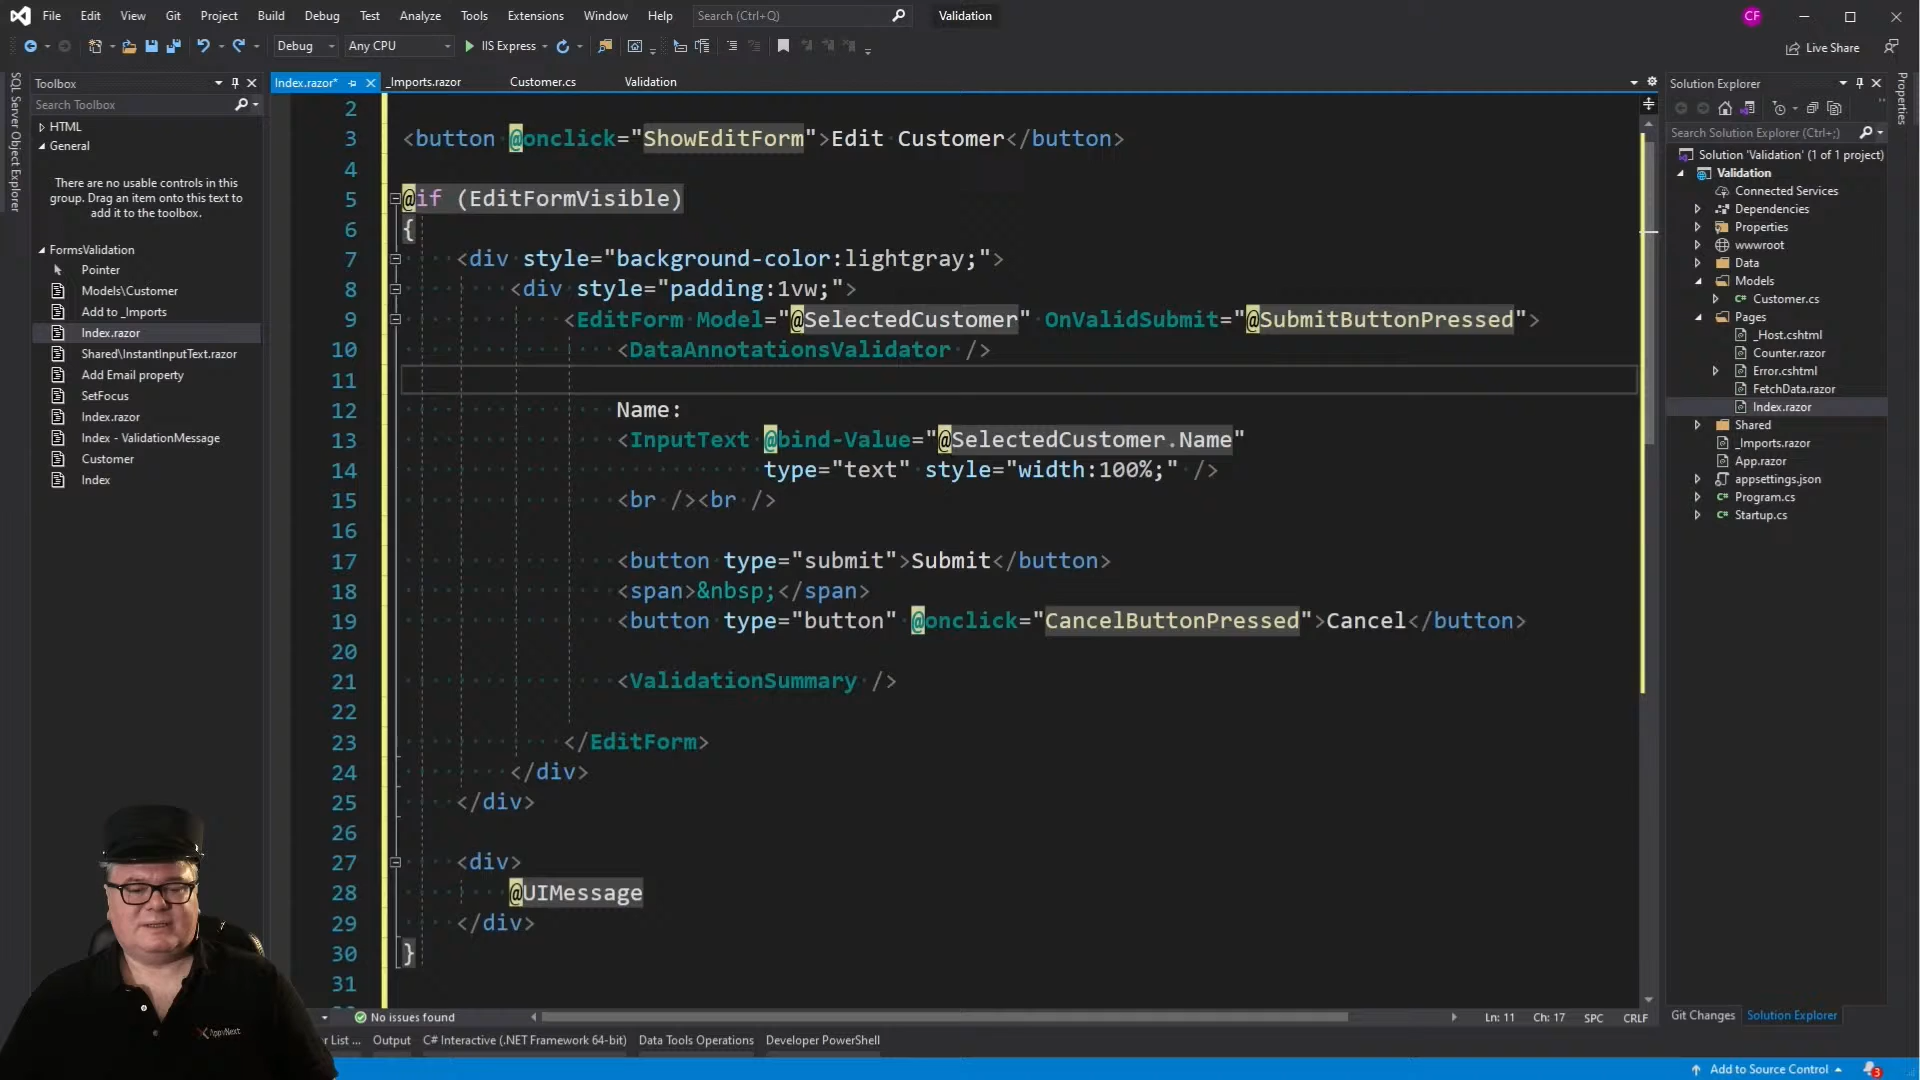 File Edit View Git Project Build Debug Test Analyze Tools Extensions Window Help Search (Ctrl+Q) Validation CF
Debug Any CPU IIS Express Live Share
SQL Server Object Explorer
Toolbox
Search Toolbox
HTML
General
There are no usable controls in this
group. Drag an item onto this text to
add it to the toolbox.
FormsValidation
Pointer
Models\Customer
Add to _Imports
Index.razor
Shared\InstantInputText.razor
Add Email property
SetFocus
Index.razor
Index - ValidationMessage
Customer
Index
Index.razor* _Imports.razor Customer.cs Validation
2
3 <button @onclick="ShowEditForm">Edit Customer</button>
4
5 @if (EditFormVisible)
6 {
7 <div style="background-color:lightgray;">
8 <div style="padding:1vw;">
9 <EditForm Model="@SelectedCustomer" OnValidSubmit="@SubmitButtonPressed">
10 <DataAnnotationsValidator />
11
12 Name:
13 <InputText @bind-Value="@SelectedCustomer.Name"
14 type="text" style="width:100%;" />
15 <br /><br />
16
17 <button type="submit">Submit</button>
18 <span>&nbsp;</span>
19 <button type="button" @onclick="CancelButtonPressed">Cancel</button>
20
21 <ValidationSummary />
22
23 </EditForm>
24 </div>
25 </div>
26
27 <div>
28 @UIMessage
29 </div>
30 }
31
No issues found Ln: 11 Ch: 17 SPC CRLF
r List ... Output C# Interactive (.NET Framework 64-bit) Data Tools Operations Developer PowerShell
Solution Explorer
Search Solution Explorer (Ctrl+;)
Solution 'Validation' (1 of 1 project)
Validation
Connected Services
Dependencies
Properties
wwwroot
Data
Models
Customer.cs
Pages
_Host.cshtml
Counter.razor
Error.cshtml
FetchData.razor
Index.razor
Shared
_Imports.razor
App.razor
appsettings.json
Program.cs
Startup.cs
Git Changes Solution Explorer
Properties
Add to Source Control 3
AppvNext